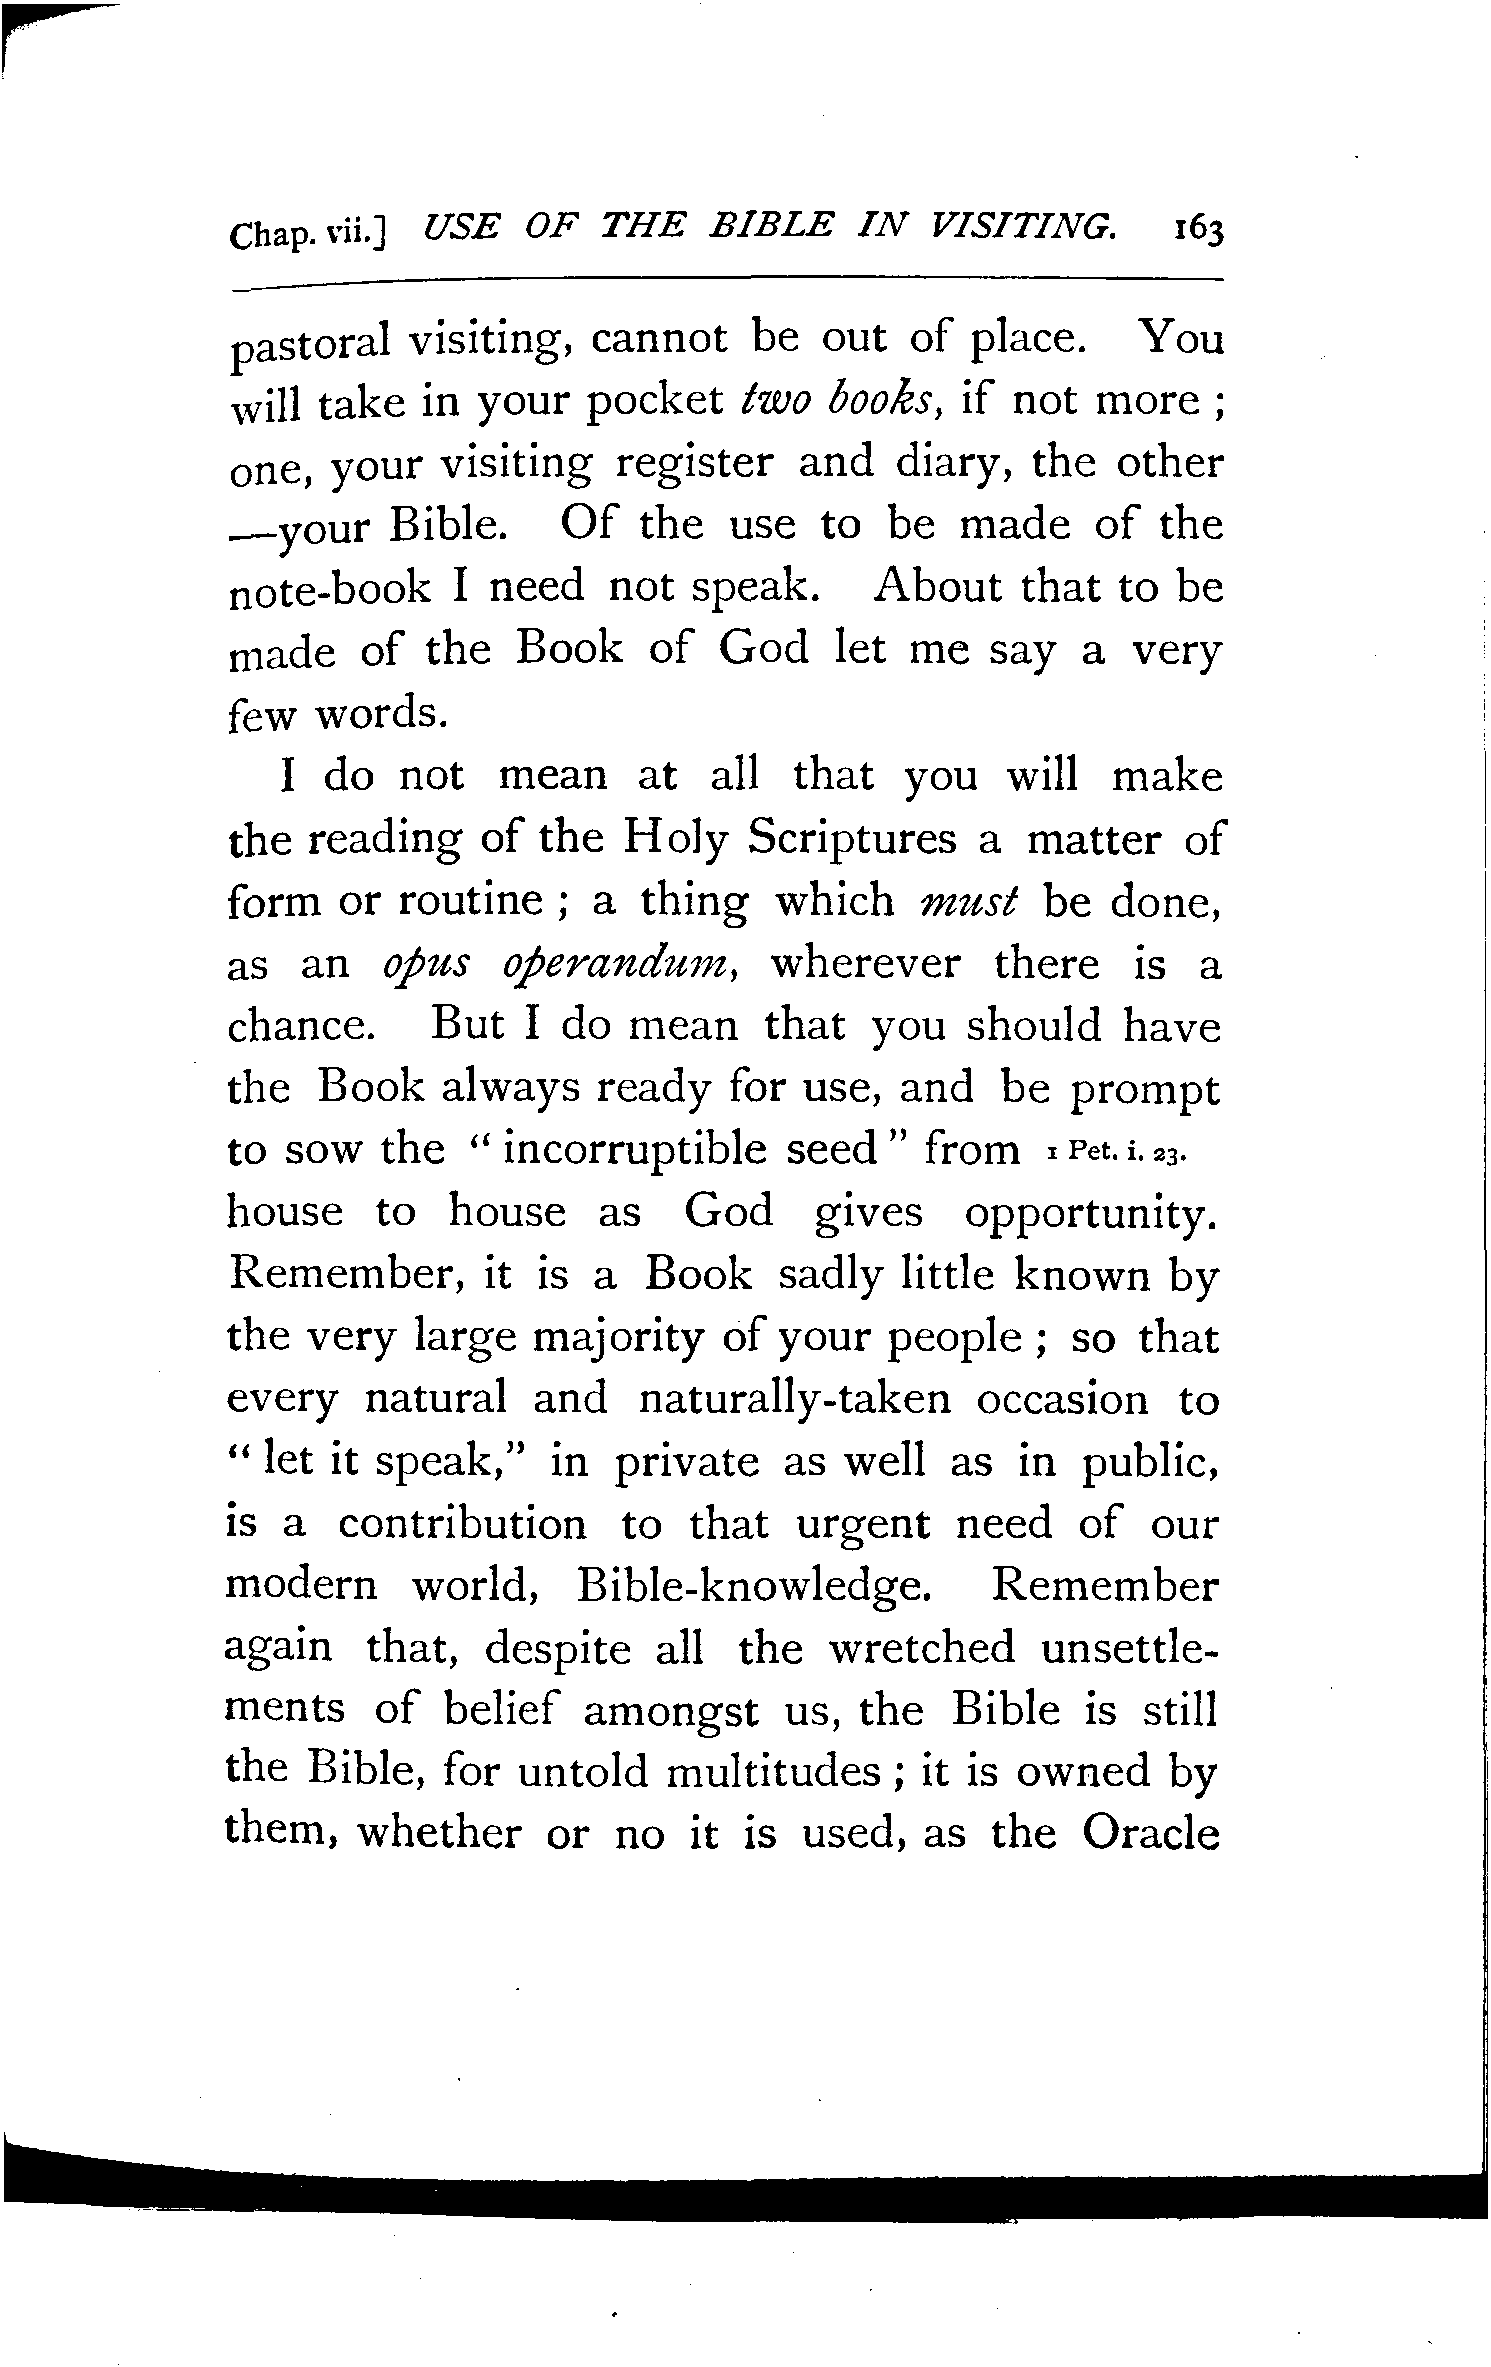 Chap. vii.] USE OF THE BIBLE IN VISITING. 163
pastoral visiting, cannot be out of place. You
will take in your pocket two books, if not more ;
one, your visiting register and diary, the other
—your Bible. Of the use to be made of the
note-book I need not speak. About that to be
made of the Book of God let me say a very
few words.
I do not mean at all that you will make
the reading of the Holy Scriptures a matter of
form or routine ; a thing which must be done,
as an opus operandum, wherever there is a
chance. But I do mean that you should have
the Book always ready for use, and be prompt
to sow the “ incorruptible seed ” from 1 Pet. i. 23.
house to house as God gives opportunity.
Remember, it is a Book sadly little known by
the very large majority of your people ; so that
every natural and naturally-taken occasion to
“ let it speak,” in private as well as in public,
is a contribution to that urgent need of our
modern world, Bible-knowledge. Remember
again that, despite all the wretched unsettle-
ments of belief amongst us, the Bible is still
the Bible, for untold multitudes ; it is owned by
them, whether or no it is used, as the Oracle